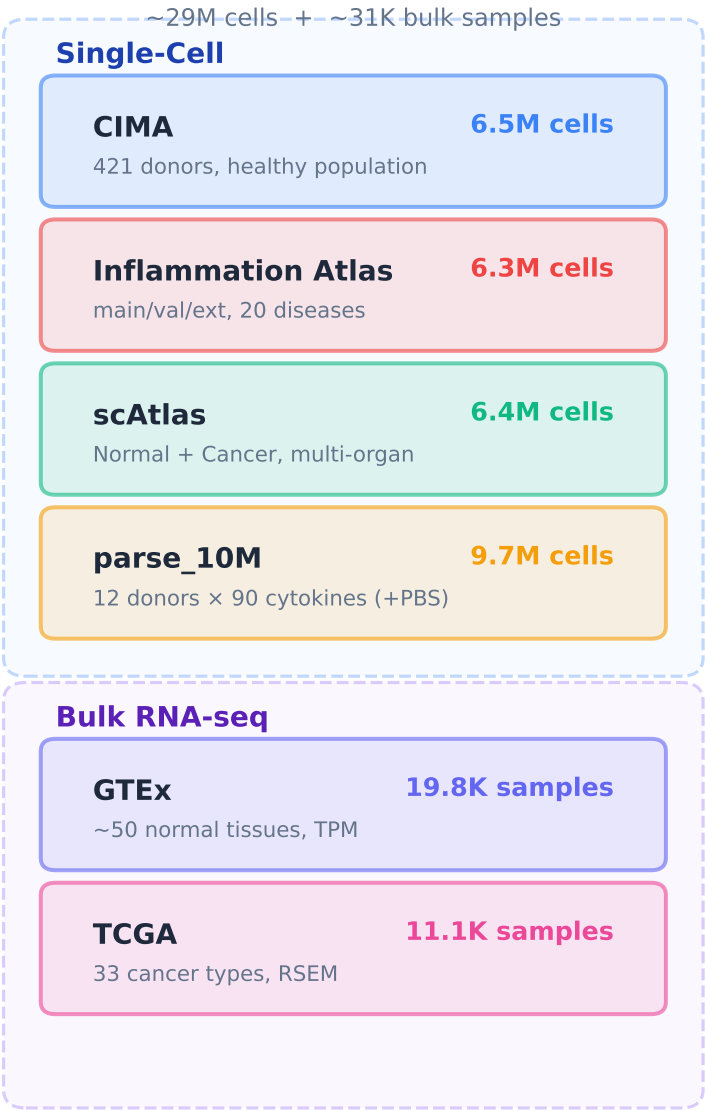 ~29M cells + ~31K bulk samples
Single-Cell
CIMA
6.5M cells
421 donors, healthy population
Inflammation Atlas
6.3M cells
main/val/ext, 20 diseases
scAtlas
6.4M cells
Normal + Cancer, multi-organ
parse_10M
9.7M cells
12 donors × 90 cytokines (+PBS)
Bulk RNA-seq
GTEx
19.8K samples
~50 normal tissues, TPM
TCGA
11.1K samples
33 cancer types, RSEM